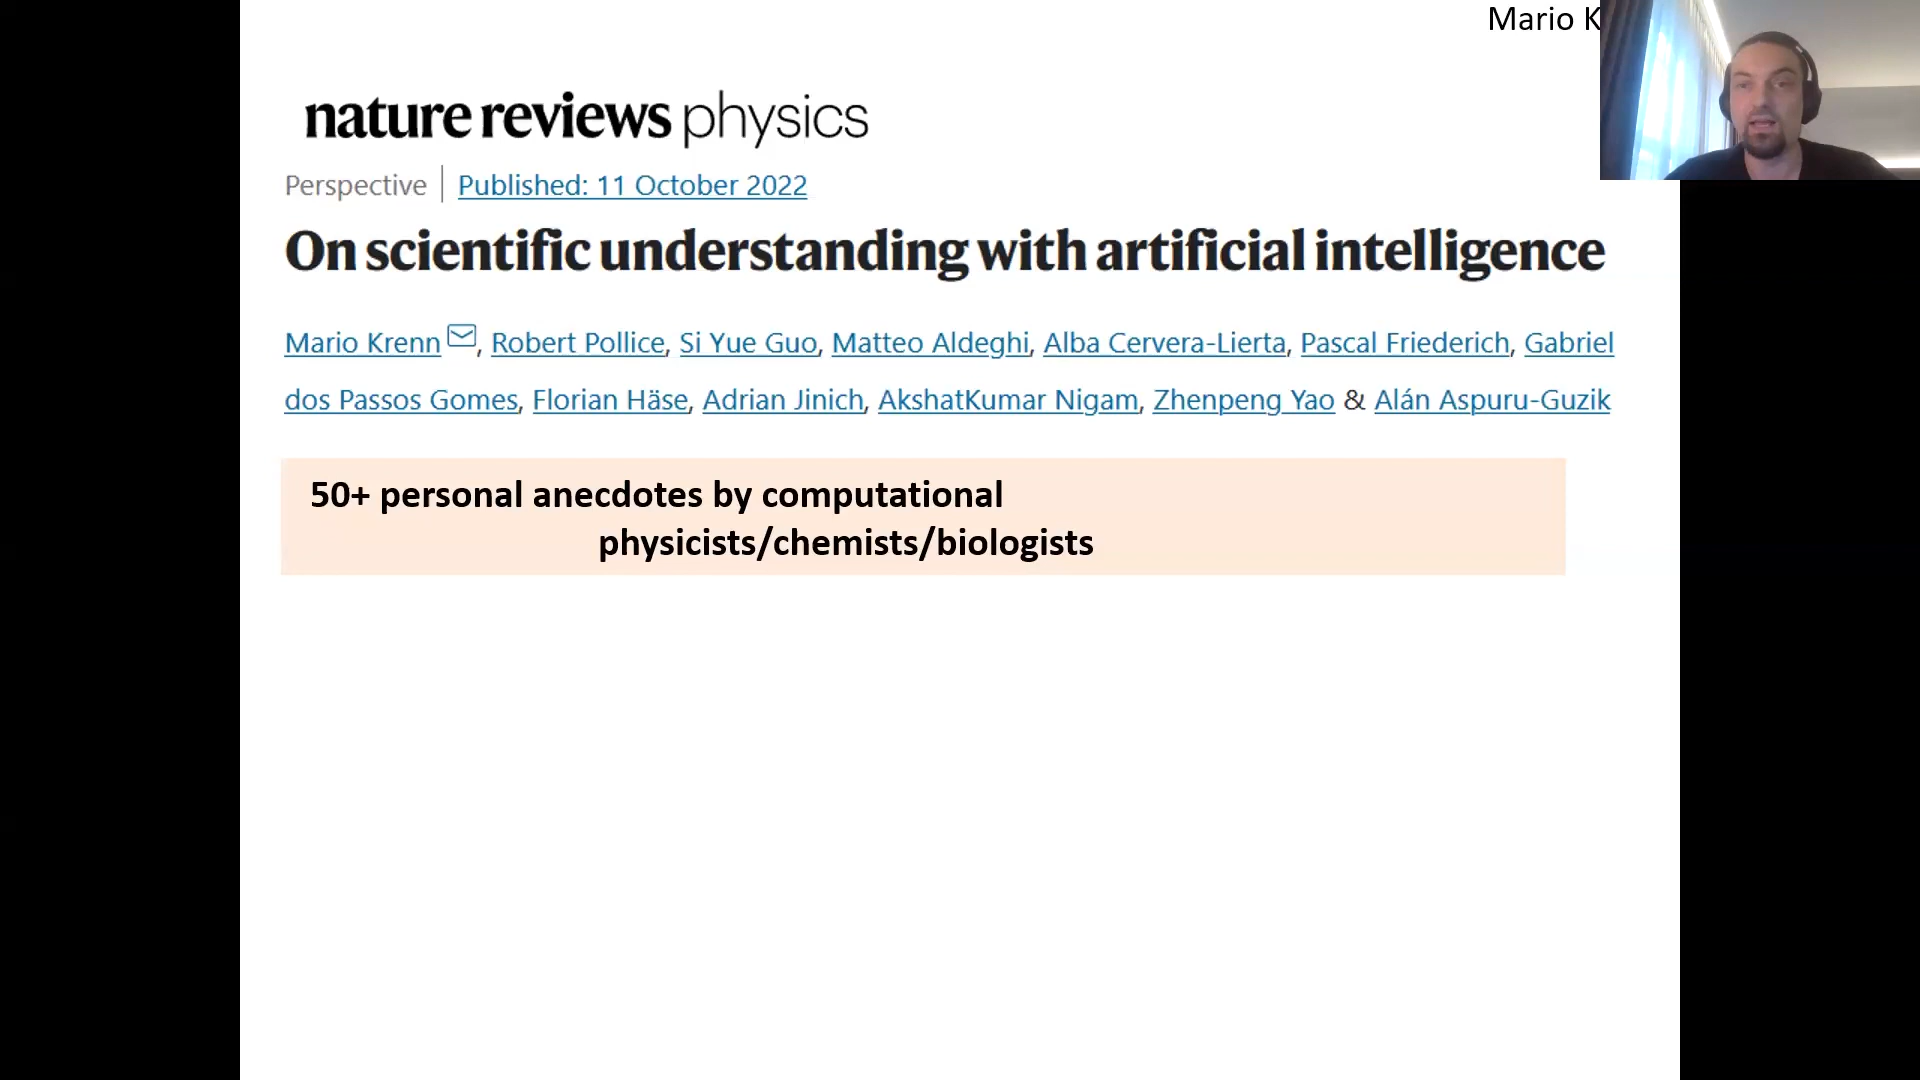 Mario K
nature reviews physics
Perspective | Published: 11 October 2022
On scientific understanding with artificial intelligence
Mario Krenn, Robert Pollice, Si Yue Guo, Matteo Aldeghi, Alba Cervera-Lierta, Pascal Friederich, Gabriel
dos Passos Gomes, Florian Häse, Adrian Jinich, AkshatKumar Nigam, Zhenpeng Yao & Alán Aspuru-Guzik
50+ personal anecdotes by computational
physicists/chemists/biologists